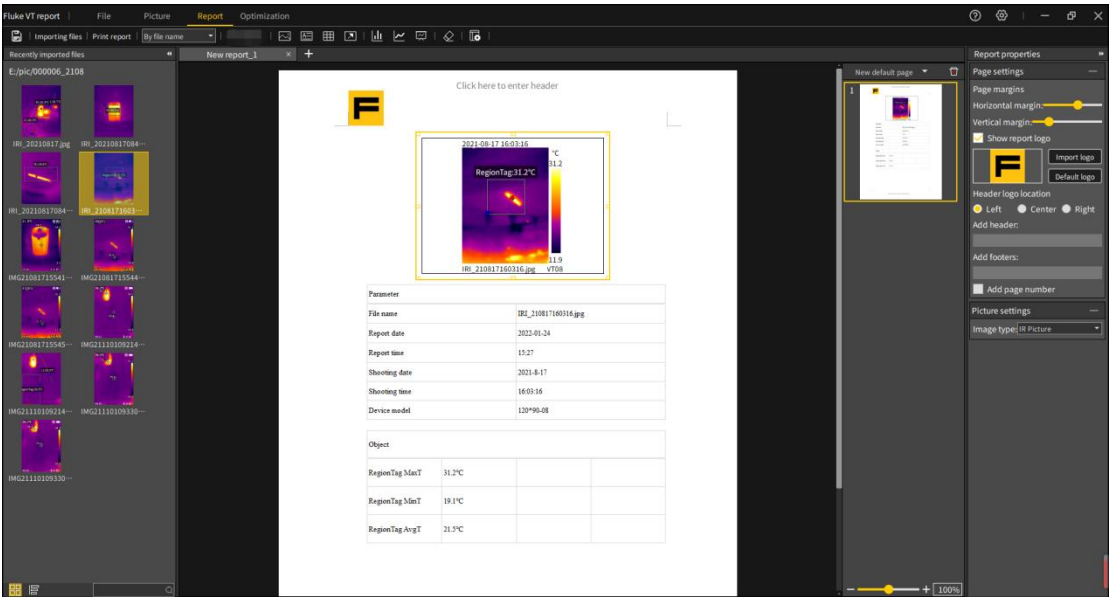 Fluke VT report | File Picture Report Optimization
Importing files | Print report | By file name
Recently imported files
New report_1 × +
E:/pic/000006_2108
IRI_20210817.jpg IRI_20210817084···
IRI_20210817084··· IRI_2108171603···
IMG21081715541··· IMG21081715544···
IMG21081715545··· IMG21110109214···
IMG21110109214··· IMG21110109330···
IMG21110109330···
Click here to enter header
2021-08-17 16:03:16
°C
31.2
RegionTag:31.2°C
11.9
IRI_210817160316.jpg VT08
Parameter
File name IRI_210817160316.jpg
Report date 2022-01-24
Report time 15:27
Shooting date 2021-8-17
Shooting time 16:03:16
Device model 120*90-08
Object
RegionTag MaxT 31.2°C
RegionTag MinT 19.1°C
RegionTag AvgT 21.5°C
New default page
1
100%
Report properties
Page settings
Page margins
Horizontal margin:
Vertical margin:
Show report logo
Import logo
Default logo
Header logo location
Left Center Right
Add header:
Add footers:
Add page number
Picture settings
Image type: IR Picture